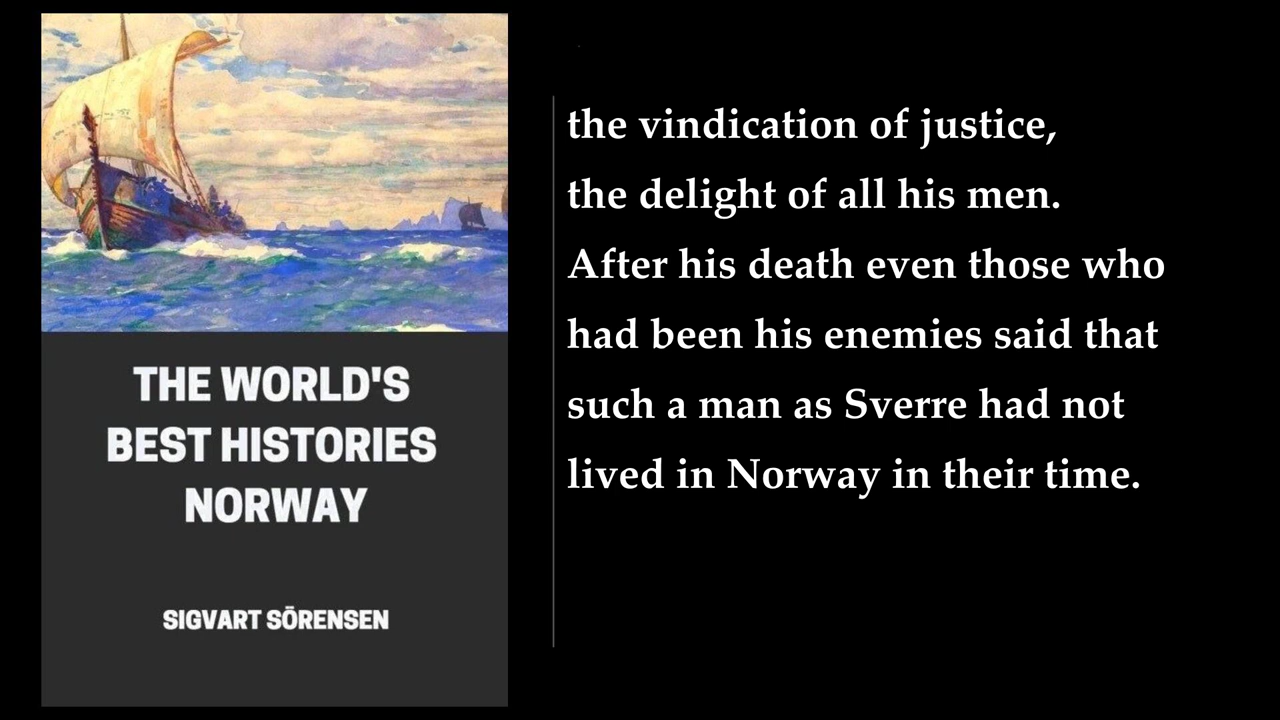 THE WORLD'S
BEST HISTORIES
NORWAY
SIGVART SÖRENSEN
the vindication of justice,
the delight of all his men.
After his death even those who
had been his enemies said that
such a man as Sverre had not
lived in Norway in their time.